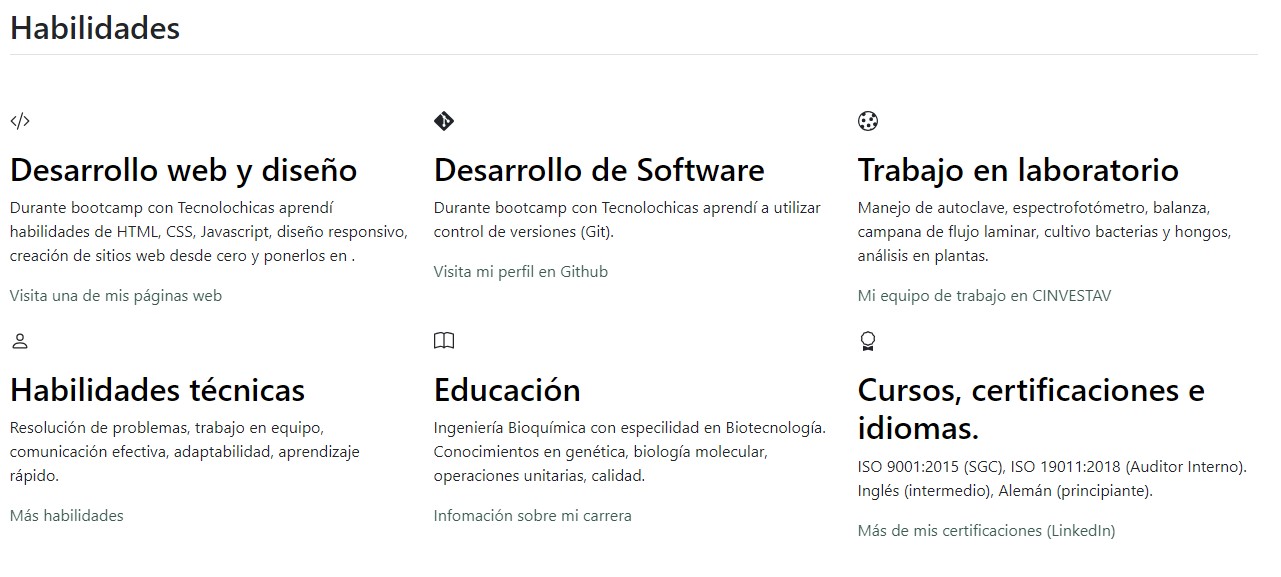 Habilidades
Desarrollo web y diseño
Durante bootcamp con Tecnolochicas aprendí
habilidades de HTML, CSS, Javascript, diseño responsivo,
creación de sitios web desde cero y ponerlos en .
Visita una de mis páginas web
Desarrollo de Software
Durante bootcamp con Tecnolochicas aprendí a utilizar
control de versiones (Git).
Visita mi perfil en Github
Trabajo en laboratorio
Manejo de autoclave, espectrofotómetro, balanza,
campana de flujo laminar, cultivo bacterias y hongos,
análisis en plantas.
Mi equipo de trabajo en CINVESTAV
Habilidades técnicas
Resolución de problemas, trabajo en equipo,
comunicación efectiva, adaptabilidad, aprendizaje
rápido.
Más habilidades
Educación
Ingeniería Bioquímica con especilidad en Biotecnología.
Conocimientos en genética, biología molecular,
operaciones unitarias, calidad.
Infomación sobre mi carrera
Cursos, certificaciones e
idiomas.
ISO 9001:2015 (SGC), ISO 19011:2018 (Auditor Interno).
Inglés (intermedio), Alemán (principiante).
Más de mis certificaciones (LinkedIn)